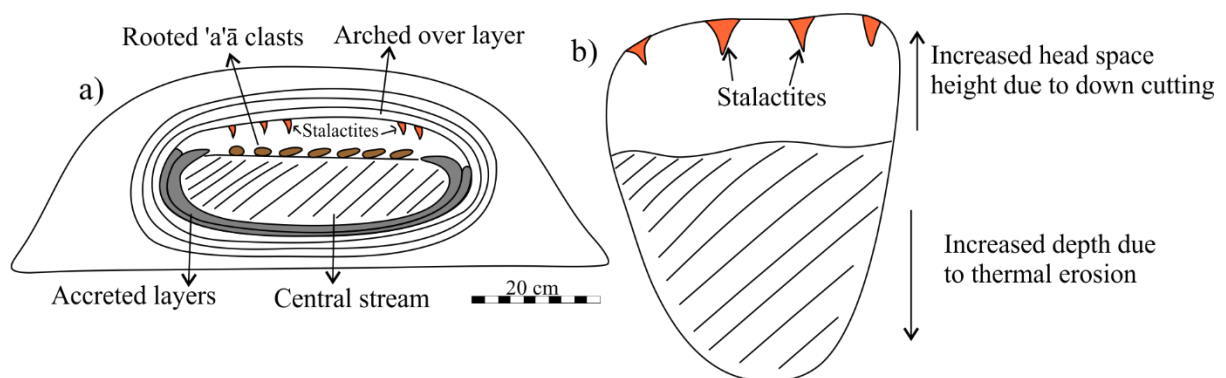 a)
Rooted 'a'ā clasts
Arched over layer
Stalactites
Accreted layers
Central stream
20 cm
b)
Stalactites
Increased head space
height due to down cutting
Increased depth due
to thermal erosion